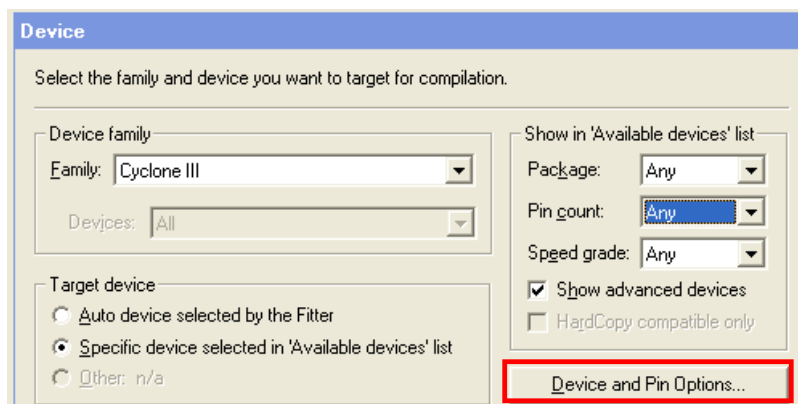 Device
Select the family and device you want to target for compilation.
Device family
Family: Cyclone III
Devices: All
Target device
Auto device selected by the Fitter
Specific device selected in 'Available devices' list
Other: n/a
Show in 'Available devices' list
Package: Any
Pin count: Any
Speed grade: Any
Show advanced devices
HardCopy compatible only
Device and Pin Options...